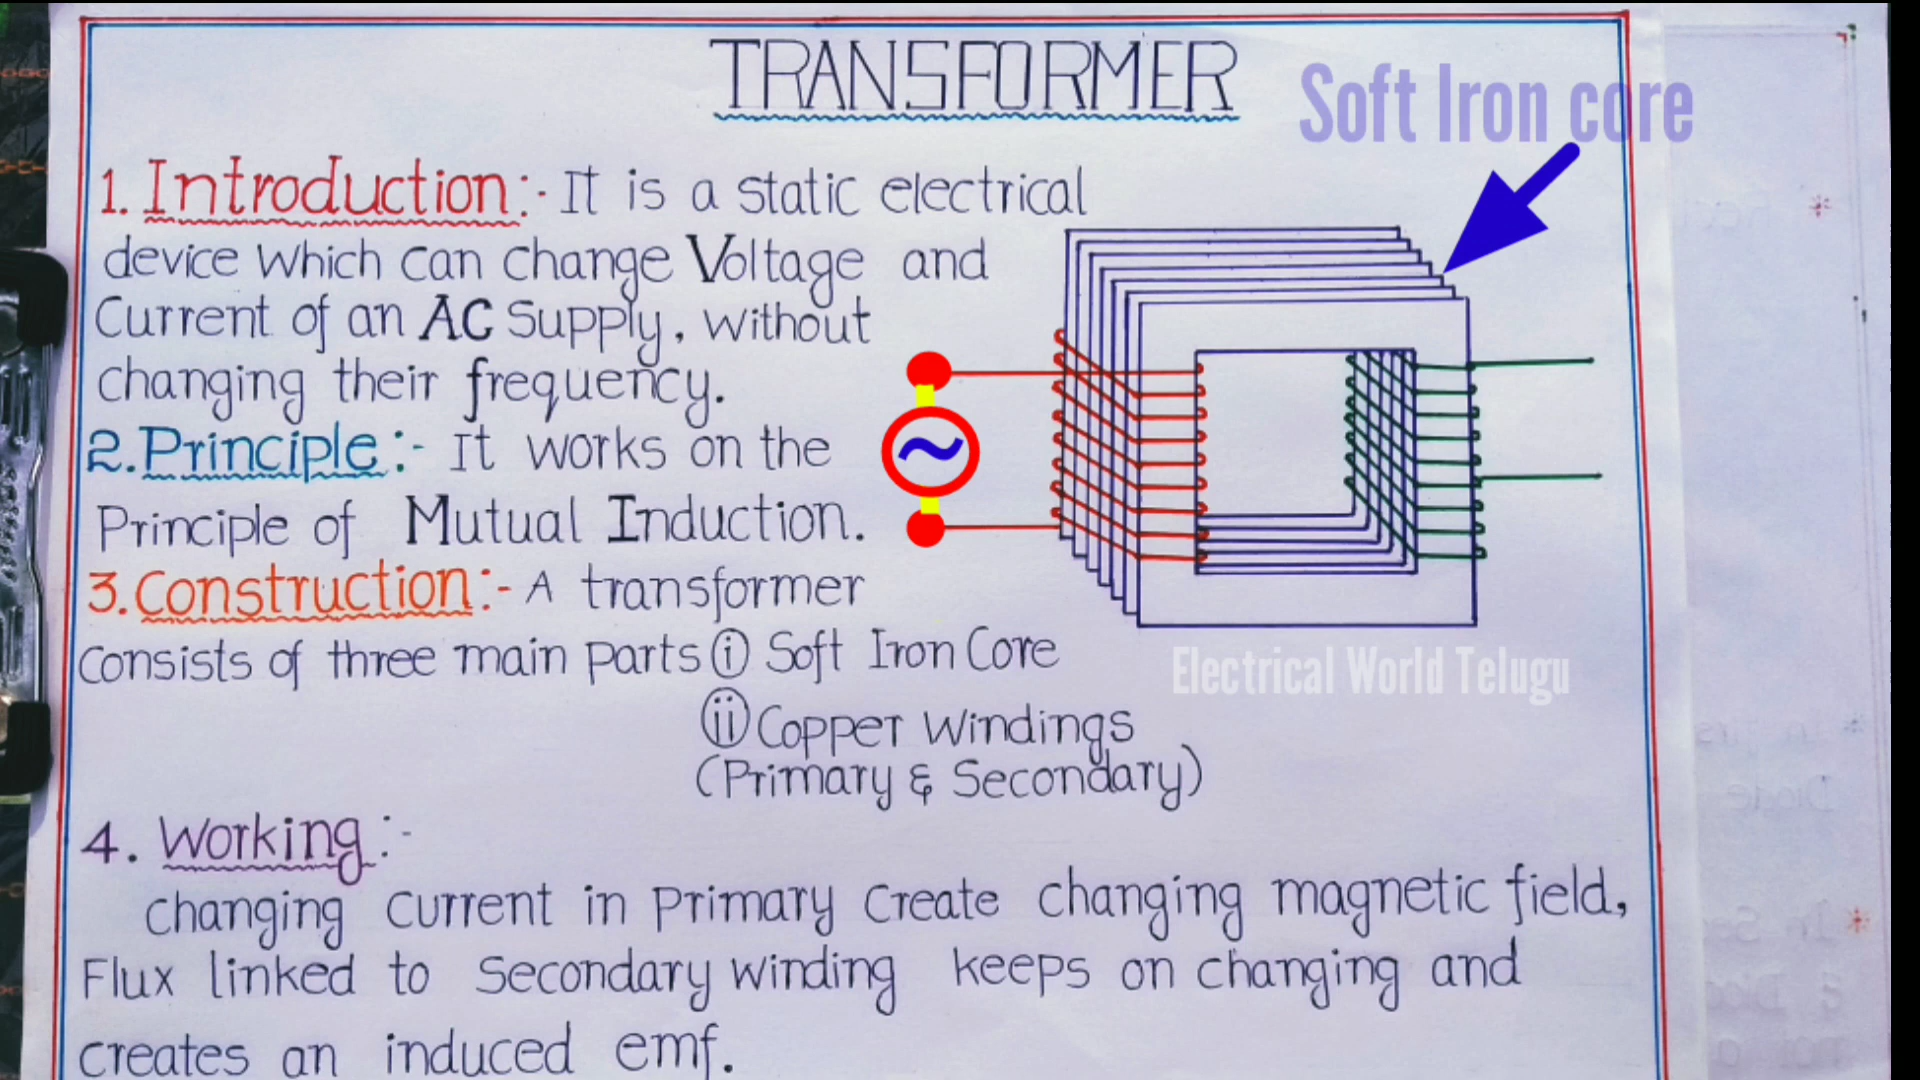 TRANSFORMER
Soft Iron core
1. Introduction:- It is a static electrical
device which can change Voltage and
Current of an AC Supply, without
changing their frequency.
2. Principle:- It works on the
Principle of Mutual Induction.
3. Construction:- A transformer
consists of three main parts (i) Soft Iron Core
(ii) Copper Windings
(Primary & Secondary)
Electrical World Telugu
4. Working:-
Changing current in Primary Create changing magnetic field,
Flux linked to Secondary winding keeps on changing and
creates an induced emf.